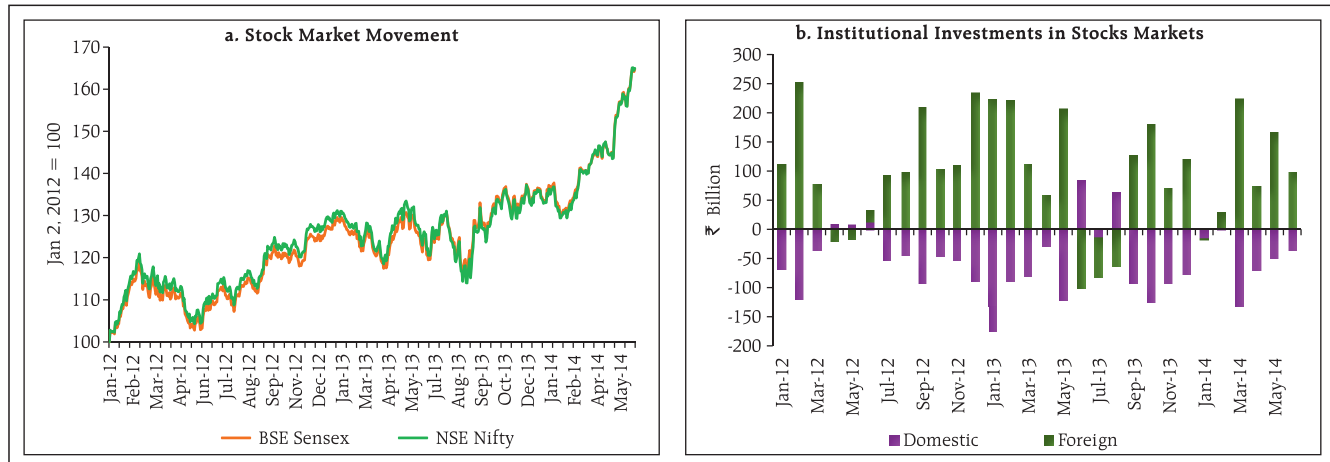 a. Stock Market Movement
170
160
150
140
130
120
110
100
Jan 2, 2012 = 100
Jan-12
Feb-12
Mar-12
Apr-12
Jun-12
Jul-12
Aug-12
Sep-12
Nov-12
Dec-12
Jan-13
Mar-13
Apr-13
May-13
Jul-13
Aug-13
Sep-13
Oct-13
Dec-13
Jan-14
Feb-14
Apr-14
May-14
BSE Sensex
NSE Nifty
b. Institutional Investments in Stocks Markets
300
250
200
150
100
50
0
-50
-100
-150
-200
₹ Billion
Jan-12
Mar-12
May-12
Jul-12
Sep-12
Nov-12
Jan-13
Mar-13
May-13
Jul-13
Sep-13
Nov-13
Jan-14
Mar-14
May-14
Domestic
Foreign